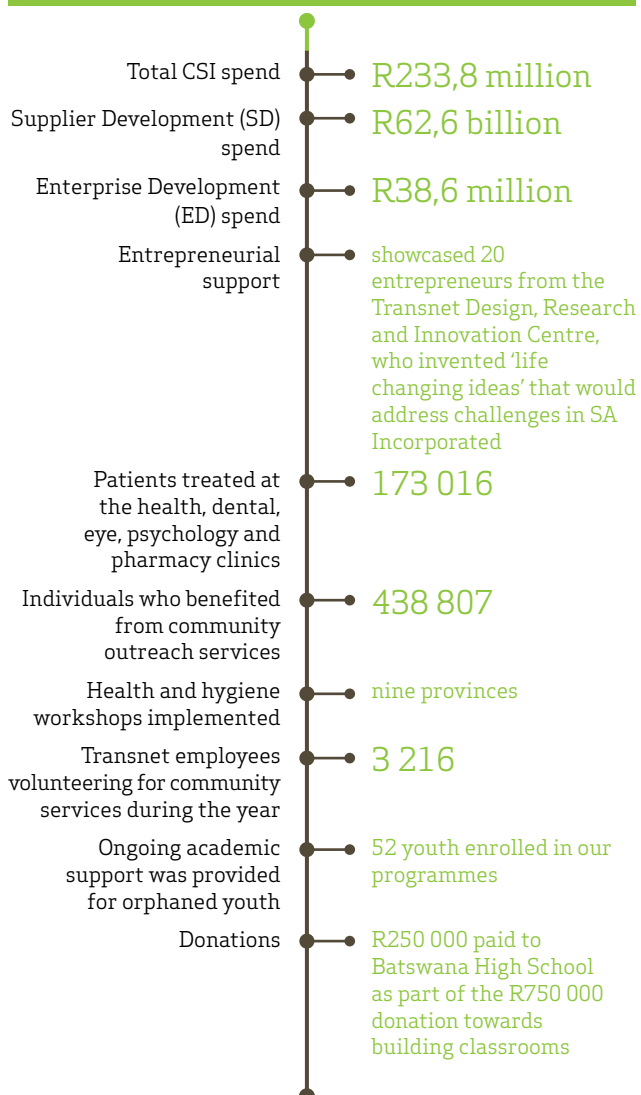 Total CSI spend
R233,8 million
Supplier Development (SD)
spend
R62,6 billion
Enterprise Development
(ED) spend
R38,6 million
Entrepreneurial
support
showcased 20
entrepreneurs from the
Transnet Design, Research
and Innovation Centre,
who invented ‘life
changing ideas’ that would
address challenges in SA
Incorporated
Patients treated at
the health, dental,
eye, psychology and
pharmacy clinics
173 016
Individuals who benefited
from community
outreach services
438 807
Health and hygiene
workshops implemented
nine provinces
Transnet employees
volunteering for community
services during the year
3 216
Ongoing academic
support was provided
for orphaned youth
52 youth enrolled in our
programmes
Donations
R250 000 paid to
Batswana High School
as part of the R750 000
donation towards
building classrooms